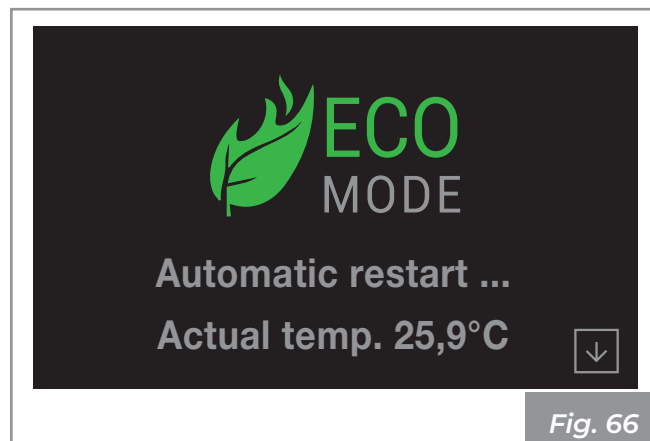 ECO
MODE
Automatic restart ...
Actual temp. 25,9°C
Fig. 66